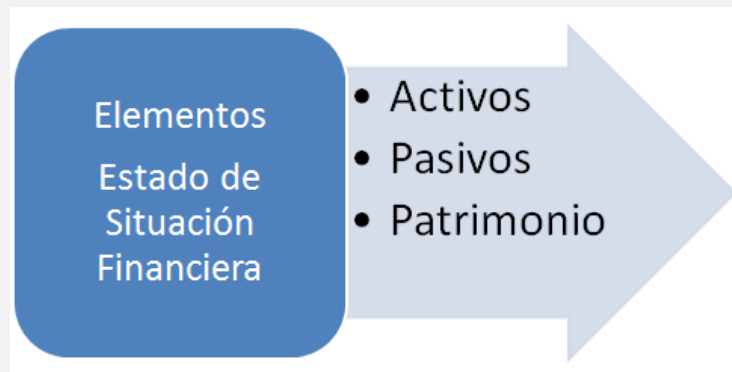 Elementos
Estado de
Situación
Financiera
• Activos
• Pasivos
• Patrimonio